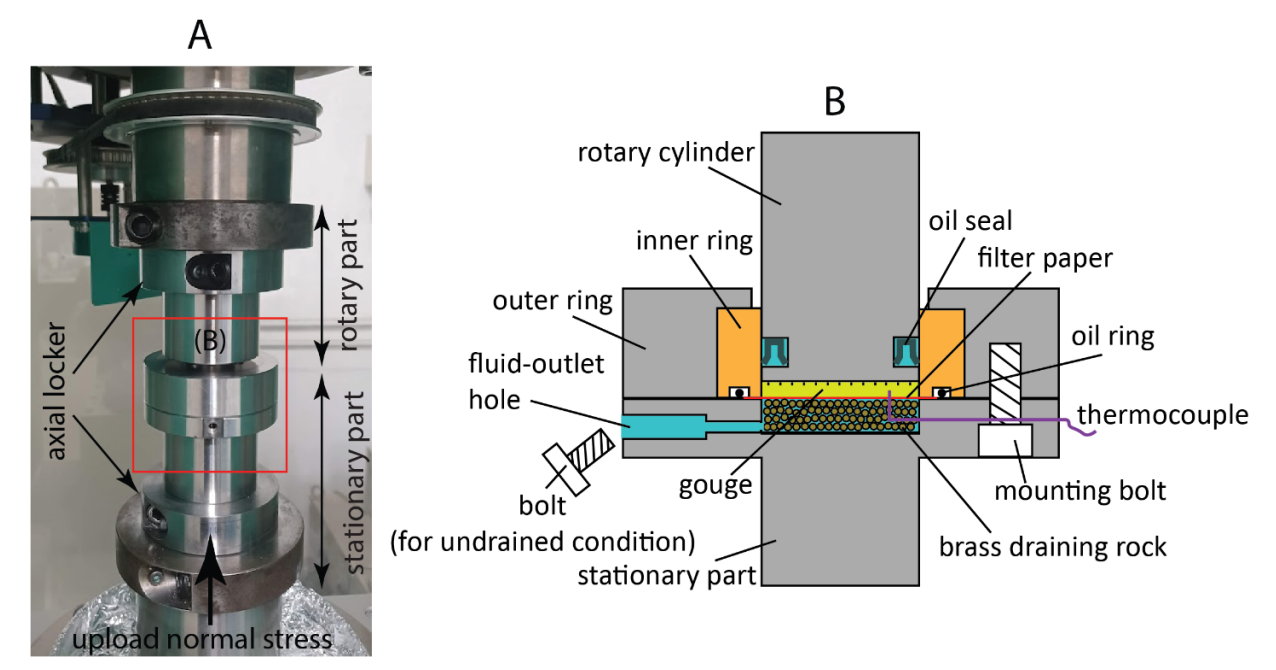 A
rotary part
(B)
axial locker
stationary part
upload normal stress
B
rotary cylinder
oil seal
inner ring
filter paper
outer ring
oil ring
fluid-outlet
hole
thermocouple
gouge
mounting bolt
bolt
(for undrained condition)
brass draining rock
stationary part